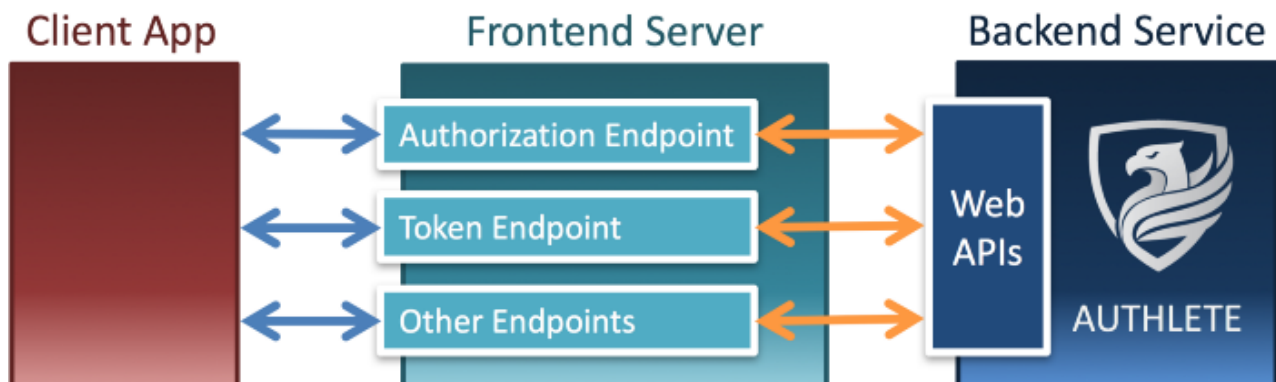 Client App
Frontend Server
Backend Service
Authorization Endpoint
Token Endpoint
Other Endpoints
Web
APIs
AUTHLETE